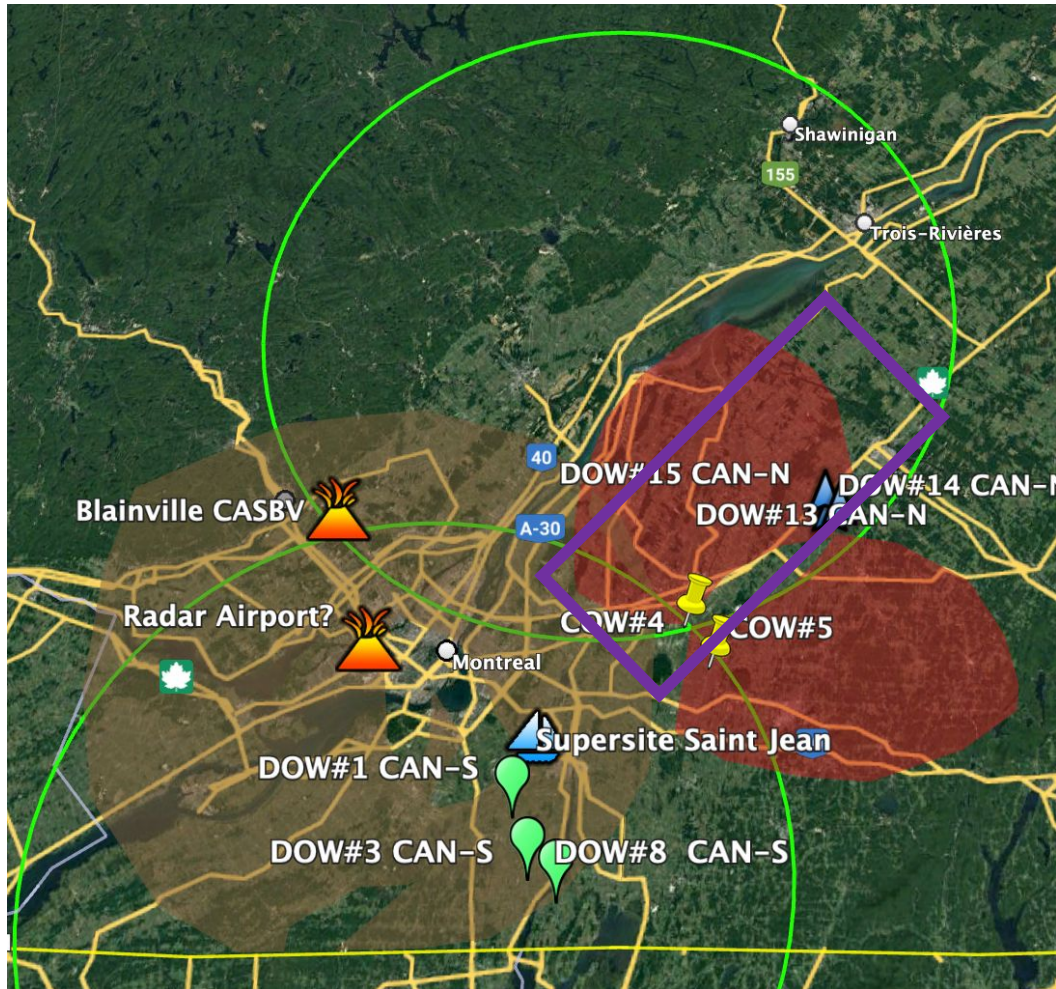 Shawinigan
155
Trois-Rivières
40
DOW#15 CAN-N
DOW#14 CAN-N
Blainville CASBV
A-30
DOW#13 CAN-N
Radar Airport?
COW#4
COW#5
Montreal
Supersite Saint Jean
DOW#1 CAN-S
DOW#3 CAN-S
DOW#8 CAN-S